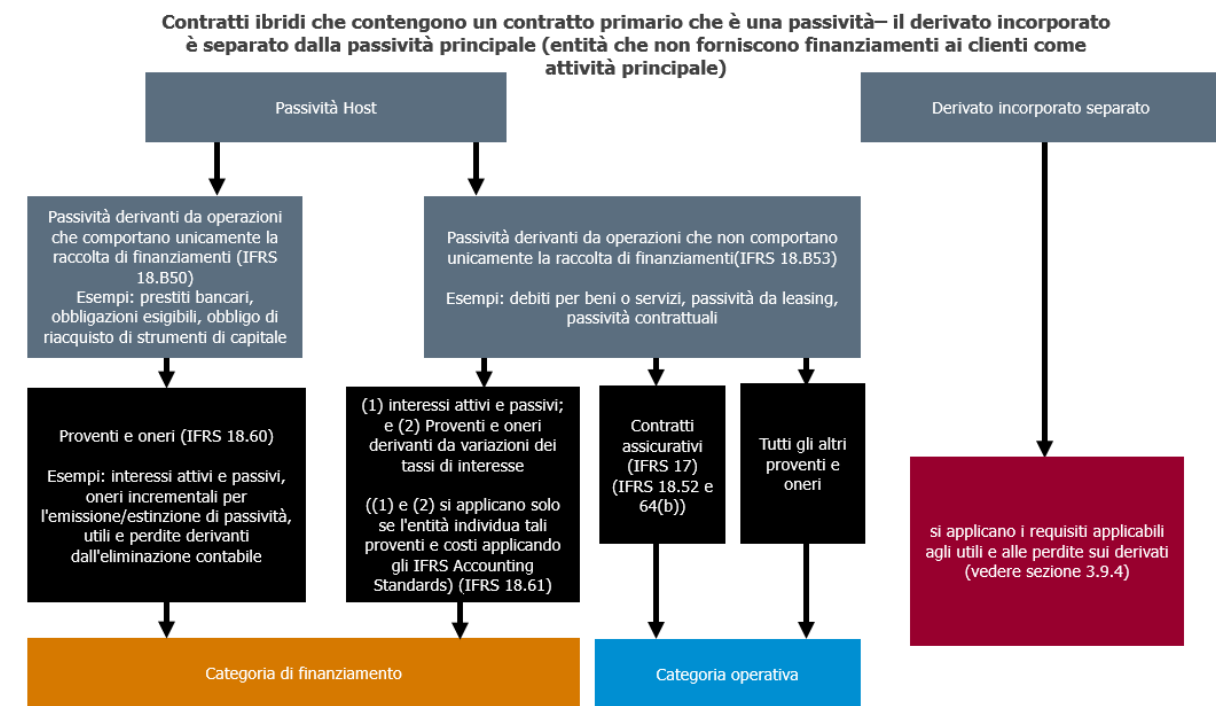 Contratti ibridi che contengono un contratto primario che è una passività– il derivato incorporato
è separato dalla passività principale (entità che non forniscono finanziamenti ai clienti come
attività principale)
Passività Host
Derivato incorporato separato
Passività derivanti da operazioni
che comportano unicamente la
raccolta di finanziamenti (IFRS
18.B50)
Esempi: prestiti bancari,
obbligazioni esigibili, obbligo di
riacquisto di strumenti di capitale
Passività derivanti da operazioni che non comportano
unicamente la raccolta di finanziamenti(IFRS 18.B53)
Esempi: debiti per beni o servizi, passività da leasing,
passività contrattuali
Proventi e oneri (IFRS 18.60)
Esempi: interessi attivi e passivi,
oneri incrementali per
l'emissione/estinzione di passività,
utili e perdite derivanti
dall'eliminazione contabile
(1) interessi attivi e passivi;
e (2) Proventi e oneri
derivanti da variazioni dei
tassi di interesse
((1) e (2) si applicano solo
se l'entità individua tali
proventi e costi applicando
gli IFRS Accounting
Standards) (IFRS 18.61)
Contratti
assicurativi
(IFRS 17)
(IFRS 18.52 e
64(b))
Tutti gli altri
proventi e
oneri
si applicano i requisiti applicabili
agli utili e alle perdite sui derivati
(vedere sezione 3.9.4)
Categoria di finanziamento
Categoria operativa